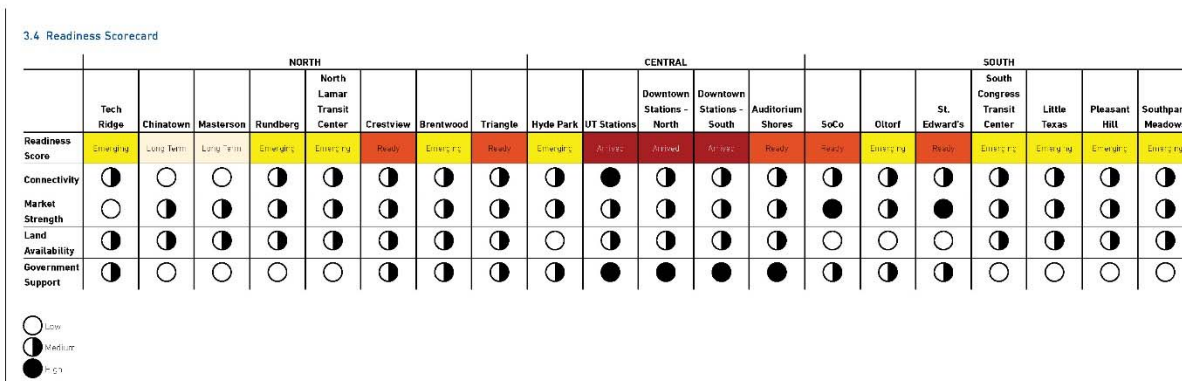 3.4 Readiness Scorecard
NORTH CENTRAL SOUTH
Tech Ridge Chinatown Masterson Rundberg North Lamar Transit Center Crestview Brentwood Triangle Hyde Park UT Stations Downtown Stations - North Downtown Stations - South Auditorium Shores SoCo Oltorf St. Edward's South Congress Transit Center Little Texas Pleasant Hill Southpar Meadow
Readiness Score Emerging Long Term Long Term Emerging Emerging Ready Emerging Ready Emerging Arrived Arrived Arrived Ready Ready Emerging Ready Emerging Emerging Emerging Emerging
Connectivity
Market Strength
Land Availability
Government Support
Low
Medium
High